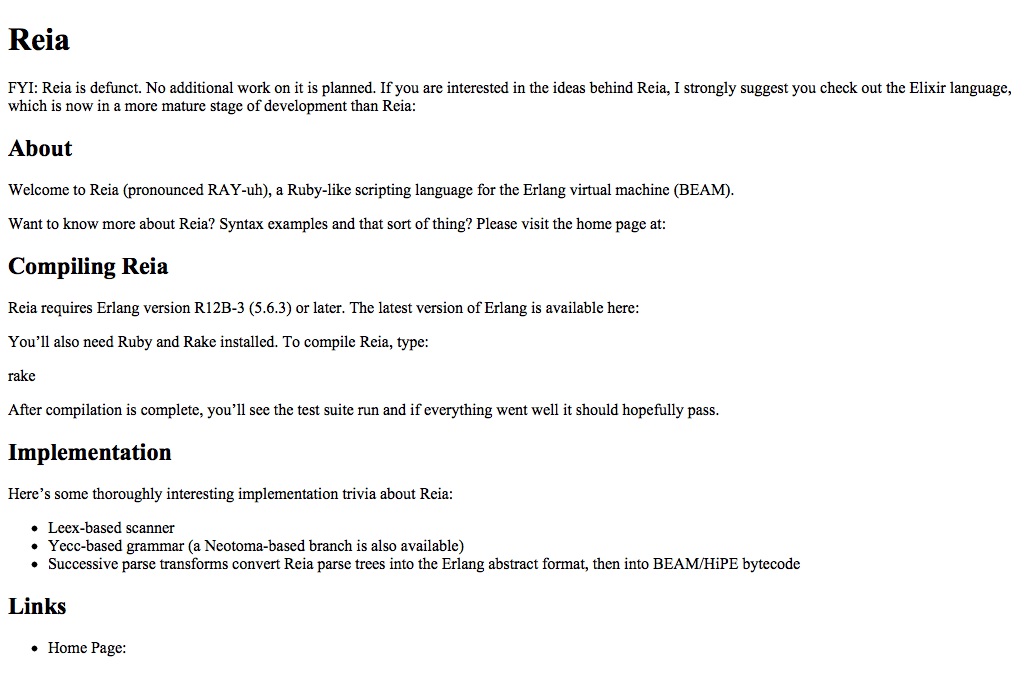 Reia
FYI: Reia is defunct. No additional work on it is planned. If you are interested in the ideas behind Reia, I strongly suggest you check out the Elixir language,
which is now in a more mature stage of development than Reia:
About
Welcome to Reia (pronounced RAY-uh), a Ruby-like scripting language for the Erlang virtual machine (BEAM).
Want to know more about Reia? Syntax examples and that sort of thing? Please visit the home page at:
Compiling Reia
Reia requires Erlang version R12B-3 (5.6.3) or later. The latest version of Erlang is available here:
You’ll also need Ruby and Rake installed. To compile Reia, type:
rake
After compilation is complete, you’ll see the test suite run and if everything went well it should hopefully pass.
Implementation
Here’s some thoroughly interesting implementation trivia about Reia:
• Leex-based scanner
• Yecc-based grammar (a Neotoma-based branch is also available)
• Successive parse transforms convert Reia parse trees into the Erlang abstract format, then into BEAM/HiPE bytecode
Links
• Home Page: